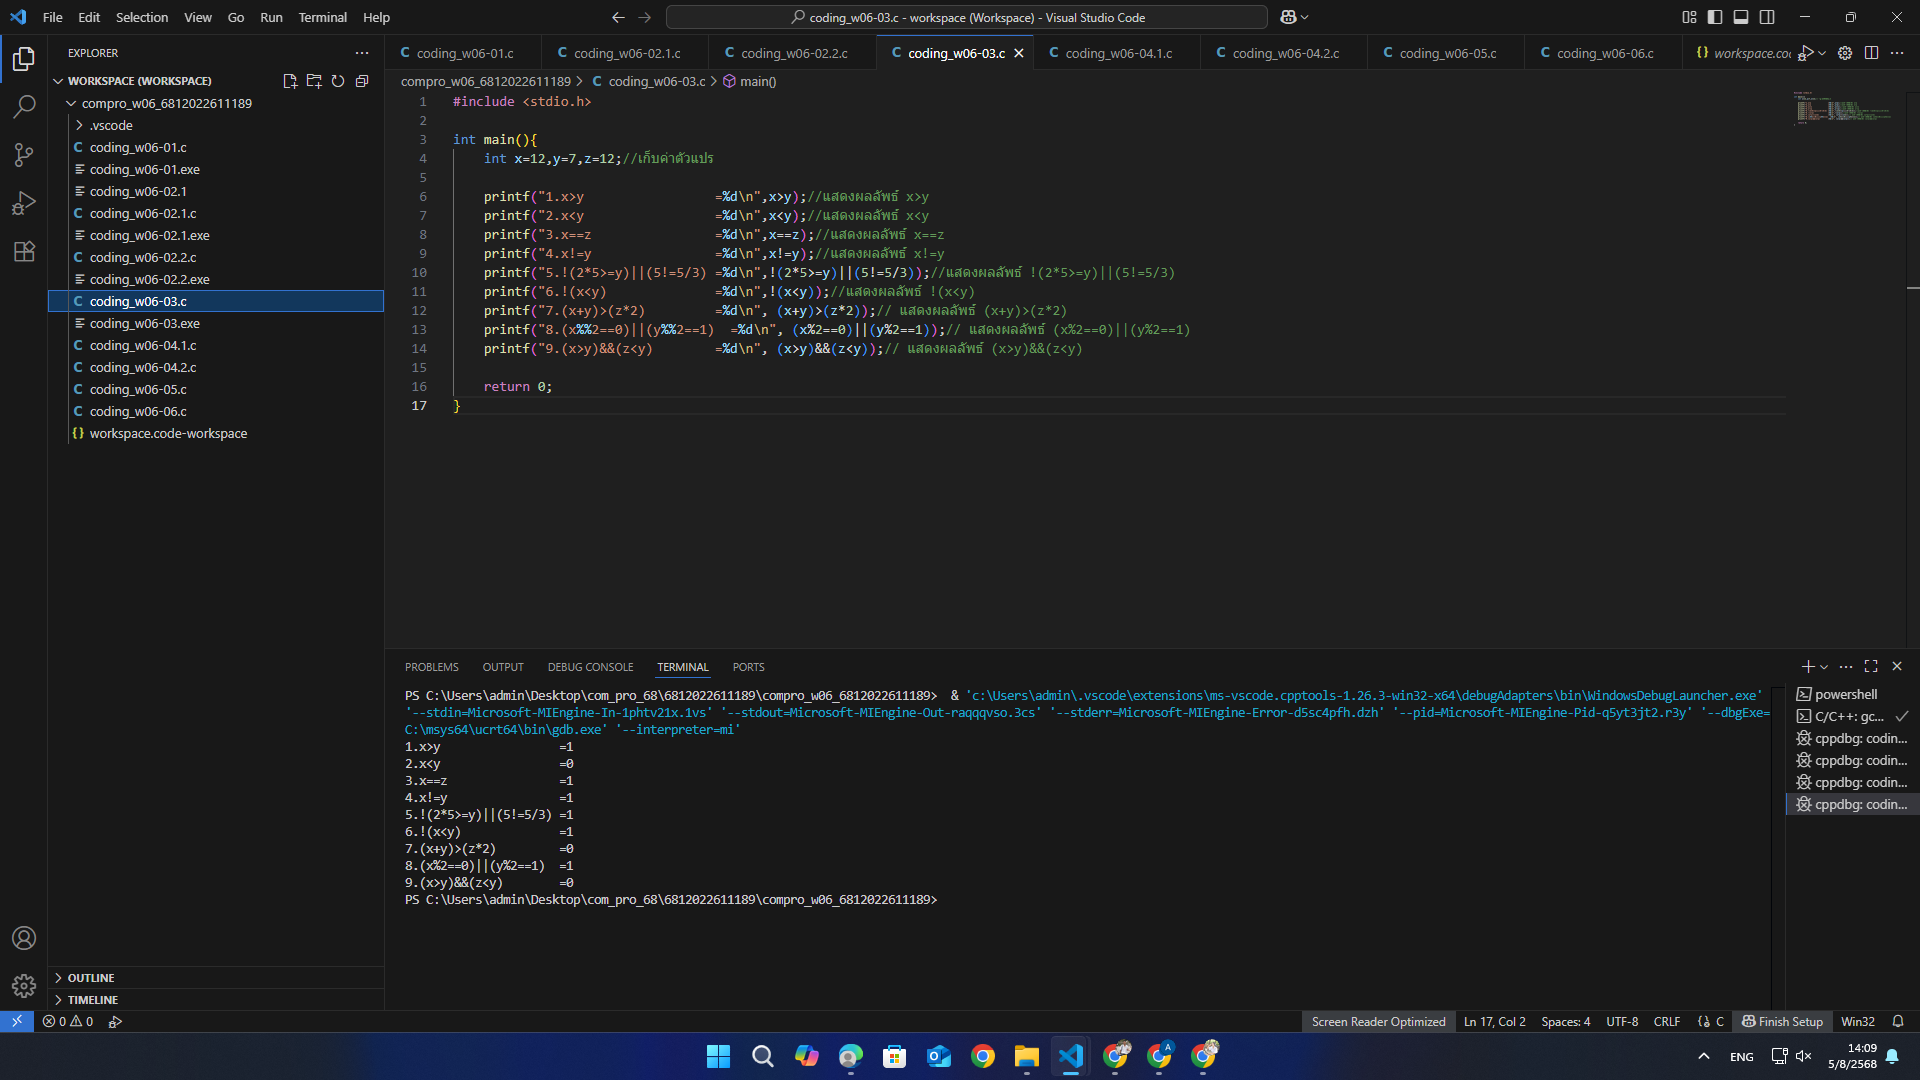 File Edit Selection View Go Run Terminal Help
coding_w06-03.c - workspace (Workspace) - Visual Studio Code
EXPLORER
WORKSPACE (WORKSPACE)
compro_w06_6812022611189
.vscode
coding_w06-01.c
coding_w06-01.exe
coding_w06-02.1
coding_w06-02.1.c
coding_w06-02.1.exe
coding_w06-02.2.c
coding_w06-02.2.exe
coding_w06-03.c
coding_w06-03.exe
coding_w06-04.1.c
coding_w06-04.2.c
coding_w06-05.c
coding_w06-06.c
workspace.code-workspace
OUTLINE
TIMELINE
coding_w06-01.c coding_w06-02.1.c coding_w06-02.2.c coding_w06-03.c coding_w06-04.1.c coding_w06-04.2.c coding_w06-05.c coding_w06-06.c workspace.co
compro_w06_6812022611189 > C coding_w06-03.c > main()
1 #include <stdio.h>
2
3 int main(){
4     int x=12,y=7,z=12;//เก็บค่าตัวแปร
5
6     printf("1.x>y                 =%d\n",x>y);//แสดงผลลัพธ์ x>y
7     printf("2.x<y                 =%d\n",x<y);//แสดงผลลัพธ์ x<y
8     printf("3.x==z                =%d\n",x==z);//แสดงผลลัพธ์ x==z
9     printf("4.x!=y                =%d\n",x!=y);//แสดงผลลัพธ์ x!=y
10     printf("5.!(2*5>=y)||(5!=5/3) =%d\n",!(2*5>=y)||(5!=5/3));//แสดงผลลัพธ์ !(2*5>=y)||(5!=5/3)
11     printf("6.!(x<y)              =%d\n",!(x<y));//แสดงผลลัพธ์ !(x<y)
12     printf("7.(x+y)>(z*2)         =%d\n", (x+y)>(z*2));// แสดงผลลัพธ์ (x+y)>(z*2)
13     printf("8.(x%%2==0)||(y%%2==1)  =%d\n", (x%2==0)||(y%2==1));// แสดงผลลัพธ์ (x%2==0)||(y%2==1)
14     printf("9.(x>y)&&(z<y)        =%d\n", (x>y)&&(z<y));// แสดงผลลัพธ์ (x>y)&&(z<y)
15
16     return 0;
17 }
PROBLEMS OUTPUT DEBUG CONSOLE TERMINAL PORTS
PS C:\Users\admin\Desktop\com_pro_68\6812022611189\compro_w06_6812022611189>  & 'c:\Users\admin\.vscode\extensions\ms-vscode.cpptools-1.26.3-win32-x64\debugAdapters\bin\WindowsDebugLauncher.exe'
'--stdin=Microsoft-MIEngine-In-1phtv21x.1vs' '--stdout=Microsoft-MIEngine-Out-raqqqvso.3cs' '--stderr=Microsoft-MIEngine-Error-d5sc4pfh.dzh' '--pid=Microsoft-MIEngine-Pid-q5yt3jt2.r3y' '--dbgExe=
C:\msys64\ucrt64\bin\gdb.exe' '--interpreter=mi'
1.x>y                 =1
2.x<y                 =0
3.x==z                =1
4.x!=y                =1
5.!(2*5>=y)||(5!=5/3) =1
6.!(x<y)              =1
7.(x+y)>(z*2)         =0
8.(x%2==0)||(y%2==1)  =1
9.(x>y)&&(z<y)        =0
PS C:\Users\admin\Desktop\com_pro_68\6812022611189\compro_w06_6812022611189>
powershell
C/C++: gc...
cppdbg: codin...
cppdbg: codin...
cppdbg: codin...
cppdbg: codin...
0 0 Screen Reader Optimized Ln 17, Col 2 Spaces: 4 UTF-8 CRLF {} C Finish Setup Win32
ENG 14:09
5/8/2568